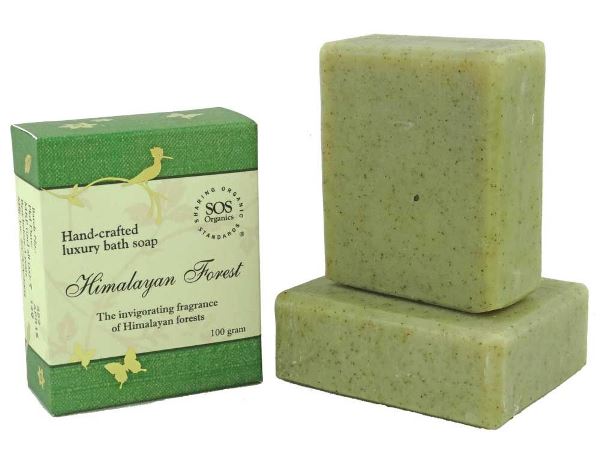 SHARING ORGANIC
SOS
Organics
STANDARDS
®
Hand-crafted
luxury bath soap
Himalayan Forest
The invigorating fragrance
of Himalayan forests
100 gram